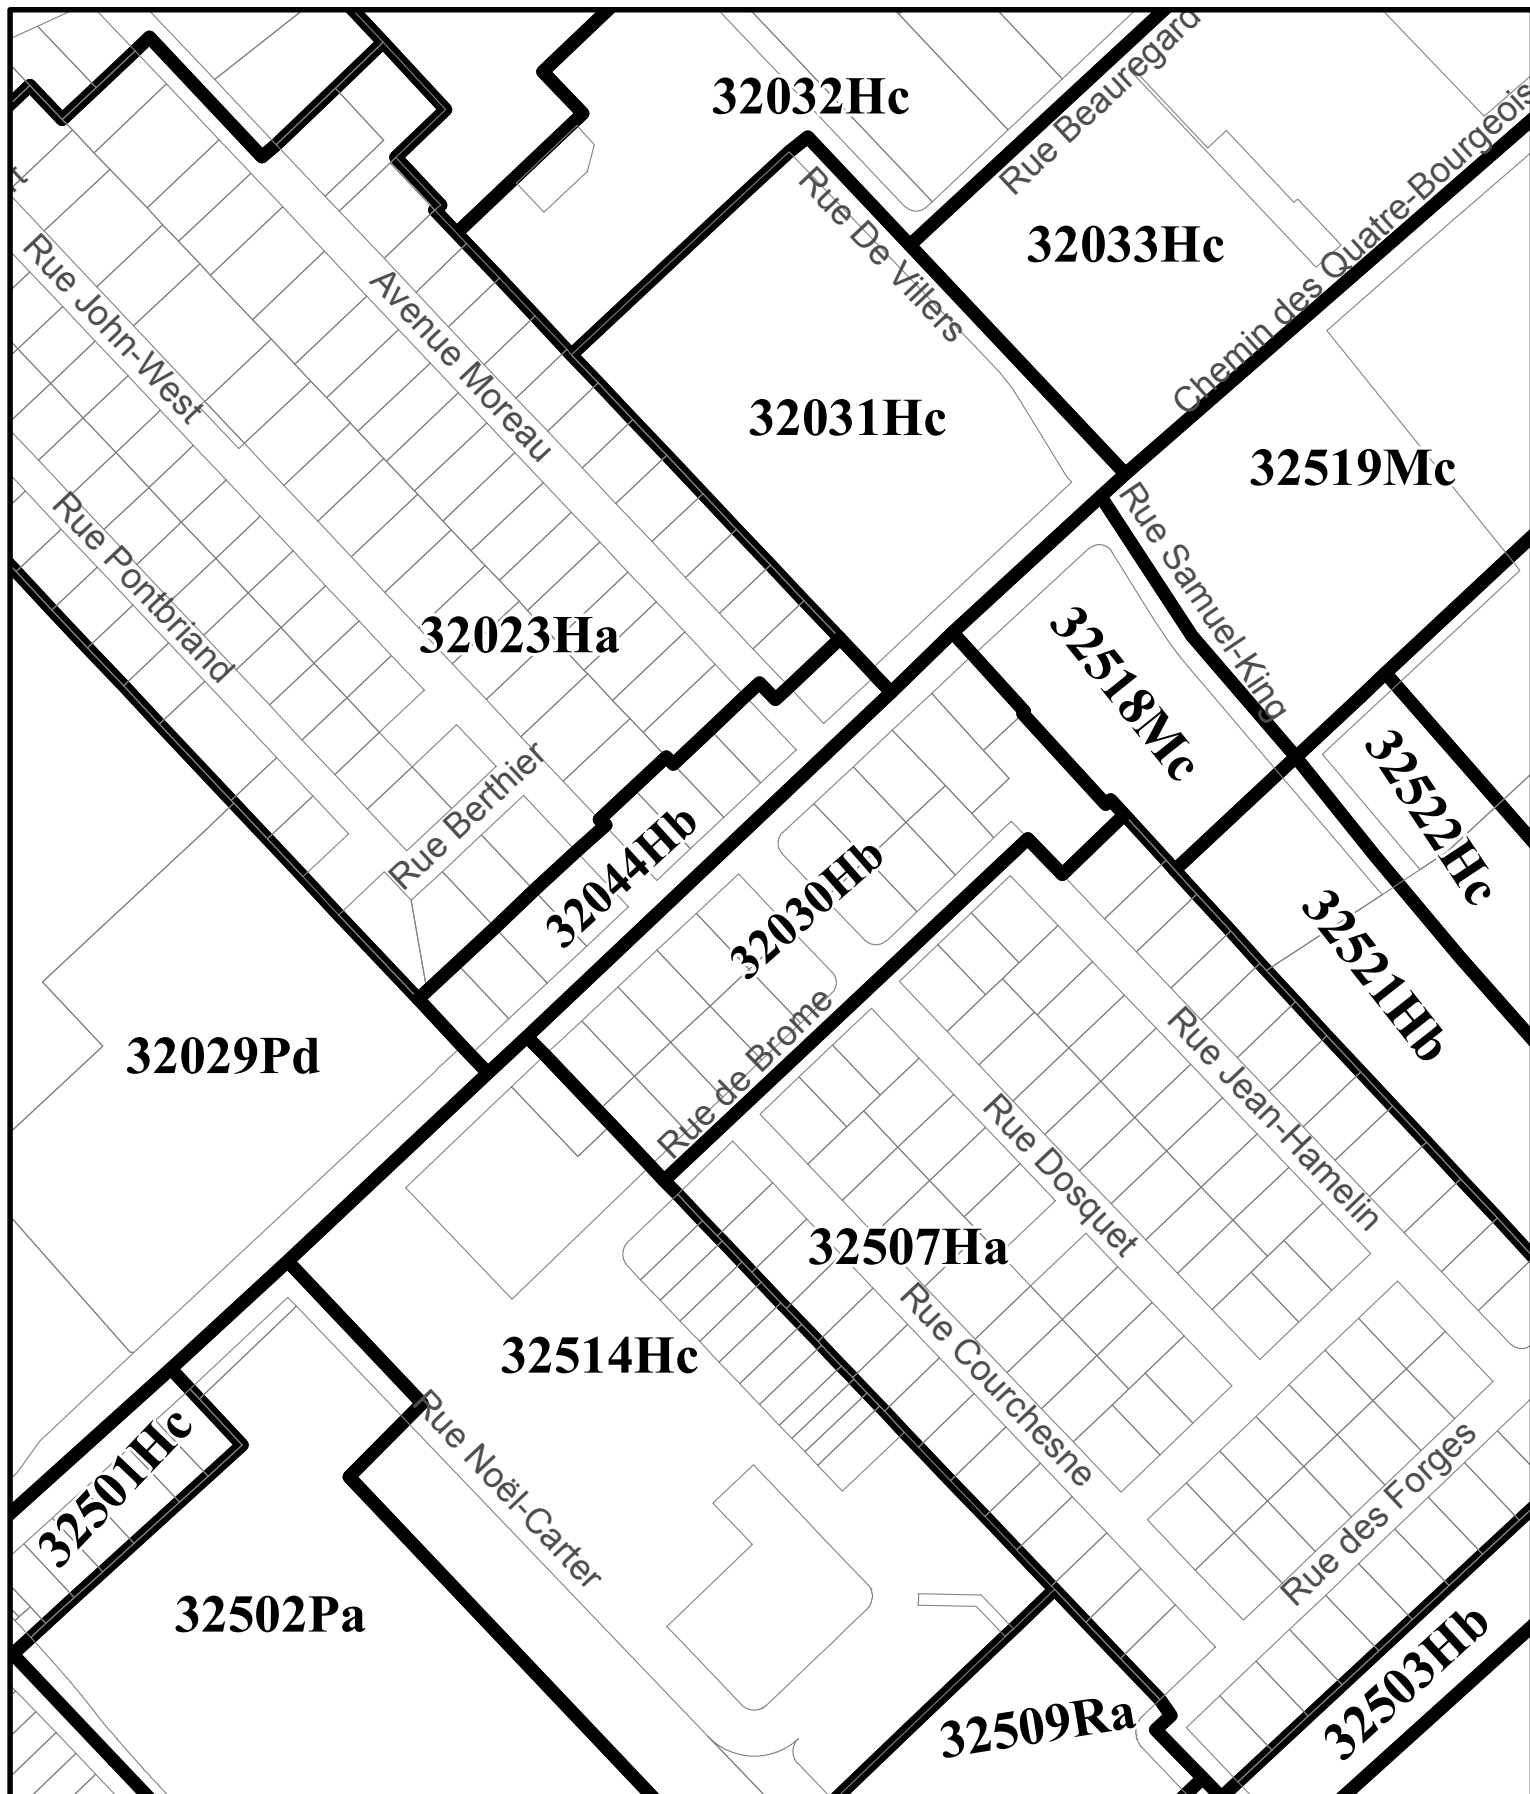 32032Hc
Rue Beauregard
Chemin des Quatre-Bourgeois
Rue De Villers
32033Hc
Rue John-West
Avenue Moreau
32031Hc
32519Mc
Rue Pontbriand
Rue Samuel-King
32023Ha
32518Mc
Rue Berthier
32522Hc
32044Hb
32030Hb
32521Hb
32029Pd
Rue de Brome
Rue Jean-Hamelin
Rue Dosquet
32507Ha
32514Hc
Rue Courchesne
32501Hc
Rue Noël-Carter
Rue des Forges
32502Pa
32503Hb
32509Ra